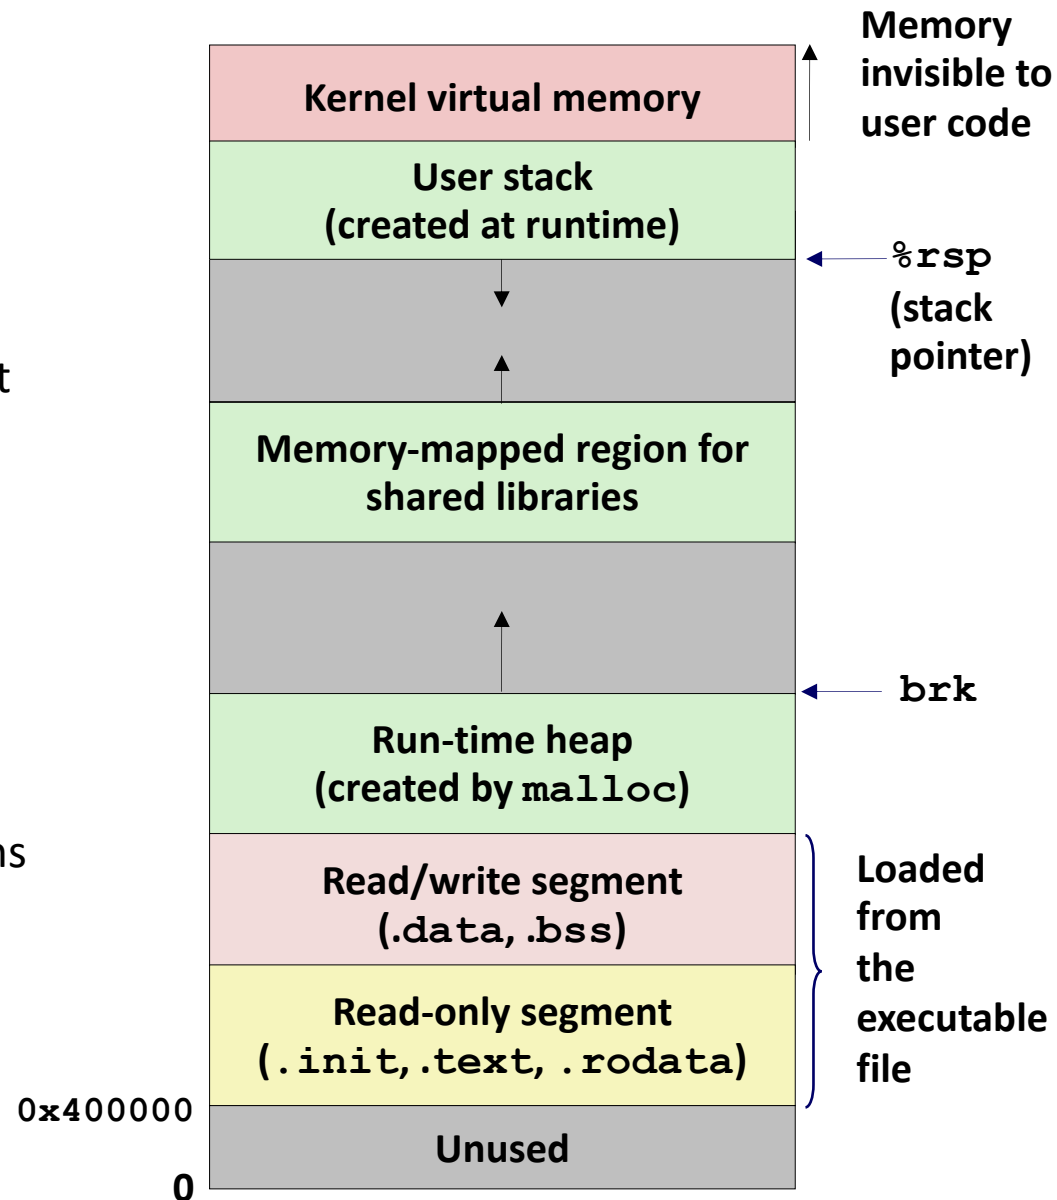 Memory
invisible to
user code
Kernel virtual memory
User stack
(created at runtime)
%rsp
(stack
pointer)
t
Memory-mapped region for
shared libraries
brk
Run-time heap
(created by malloc)
ns
Read/write segment
(.data, .bss)
Loaded
from
the
executable
file
Read-only segment
(.init, .text, .rodata)
0x400000
Unused
0